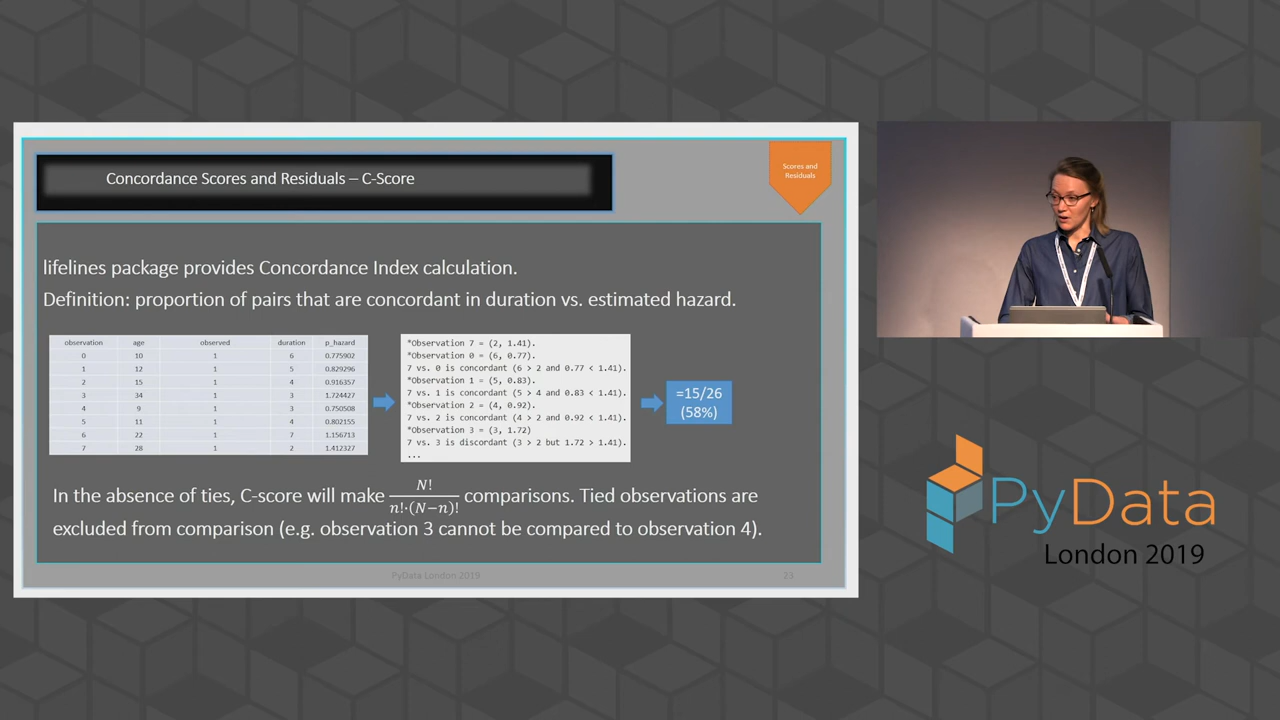 Concordance Scores and Residuals – C-Score
Scores and
Residuals
lifelines package provides Concordance Index calculation.
Definition: proportion of pairs that are concordant in duration vs. estimated hazard.
observation age observed duration p_hazard
0 10 1 6 0.775902
1 12 1 5 0.829296
2 15 1 4 0.916357
3 34 1 3 1.724427
4 9 1 3 0.750508
5 11 1 4 0.802155
6 22 1 7 1.156713
7 28 1 2 1.412327
*Observation 7 = (2, 1.41).
*Observation 0 = (6, 0.77).
7 vs. 0 is concordant (6 > 2 and 0.77 < 1.41).
*Observation 1 = (5, 0.83).
7 vs. 1 is concordant (5 > 4 and 0.83 < 1.41).
*Observation 2 = (4, 0.92).
7 vs. 2 is concordant (4 > 2 and 0.92 < 1.41).
*Observation 3 = (3, 1.72)
7 vs. 3 is discordant (3 > 2 but 1.72 > 1.41).
...
=15/26
(58%)
In the absence of ties, C-score will make N!/n!·(N−n)! comparisons. Tied observations are
excluded from comparison (e.g. observation 3 cannot be compared to observation 4).
PyData London 2019 23
PyData
London 2019